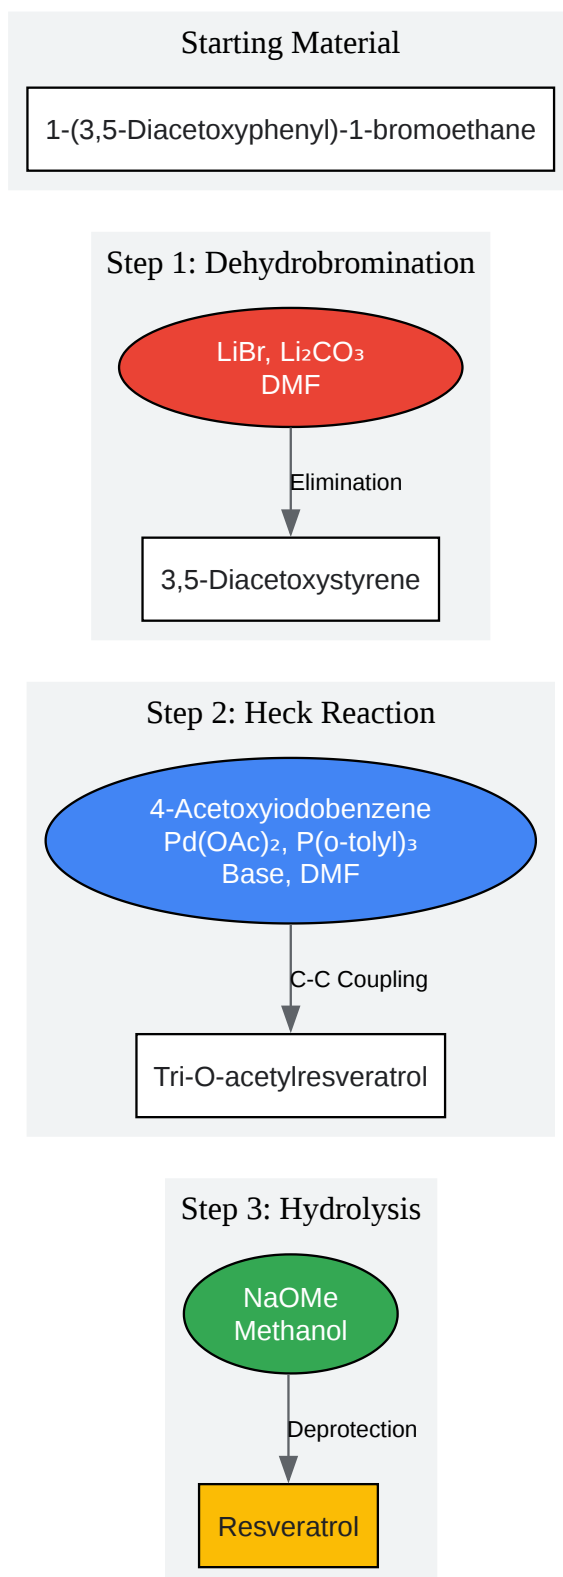 Starting Material
1-(3,5-Diacetoxyphenyl)-1-bromoethane
Step 1: Dehydrobromination
LiBr, Li₂CO₃
DMF
Elimination
3,5-Diacetoxystyrene
Step 2: Heck Reaction
4-Acetoxyiodobenzene
Pd(OAc)₂, P(o-tolyl)₃
Base, DMF
C-C Coupling
Tri-O-acetylresveratrol
Step 3: Hydrolysis
NaOMe
Methanol
Deprotection
Resveratrol